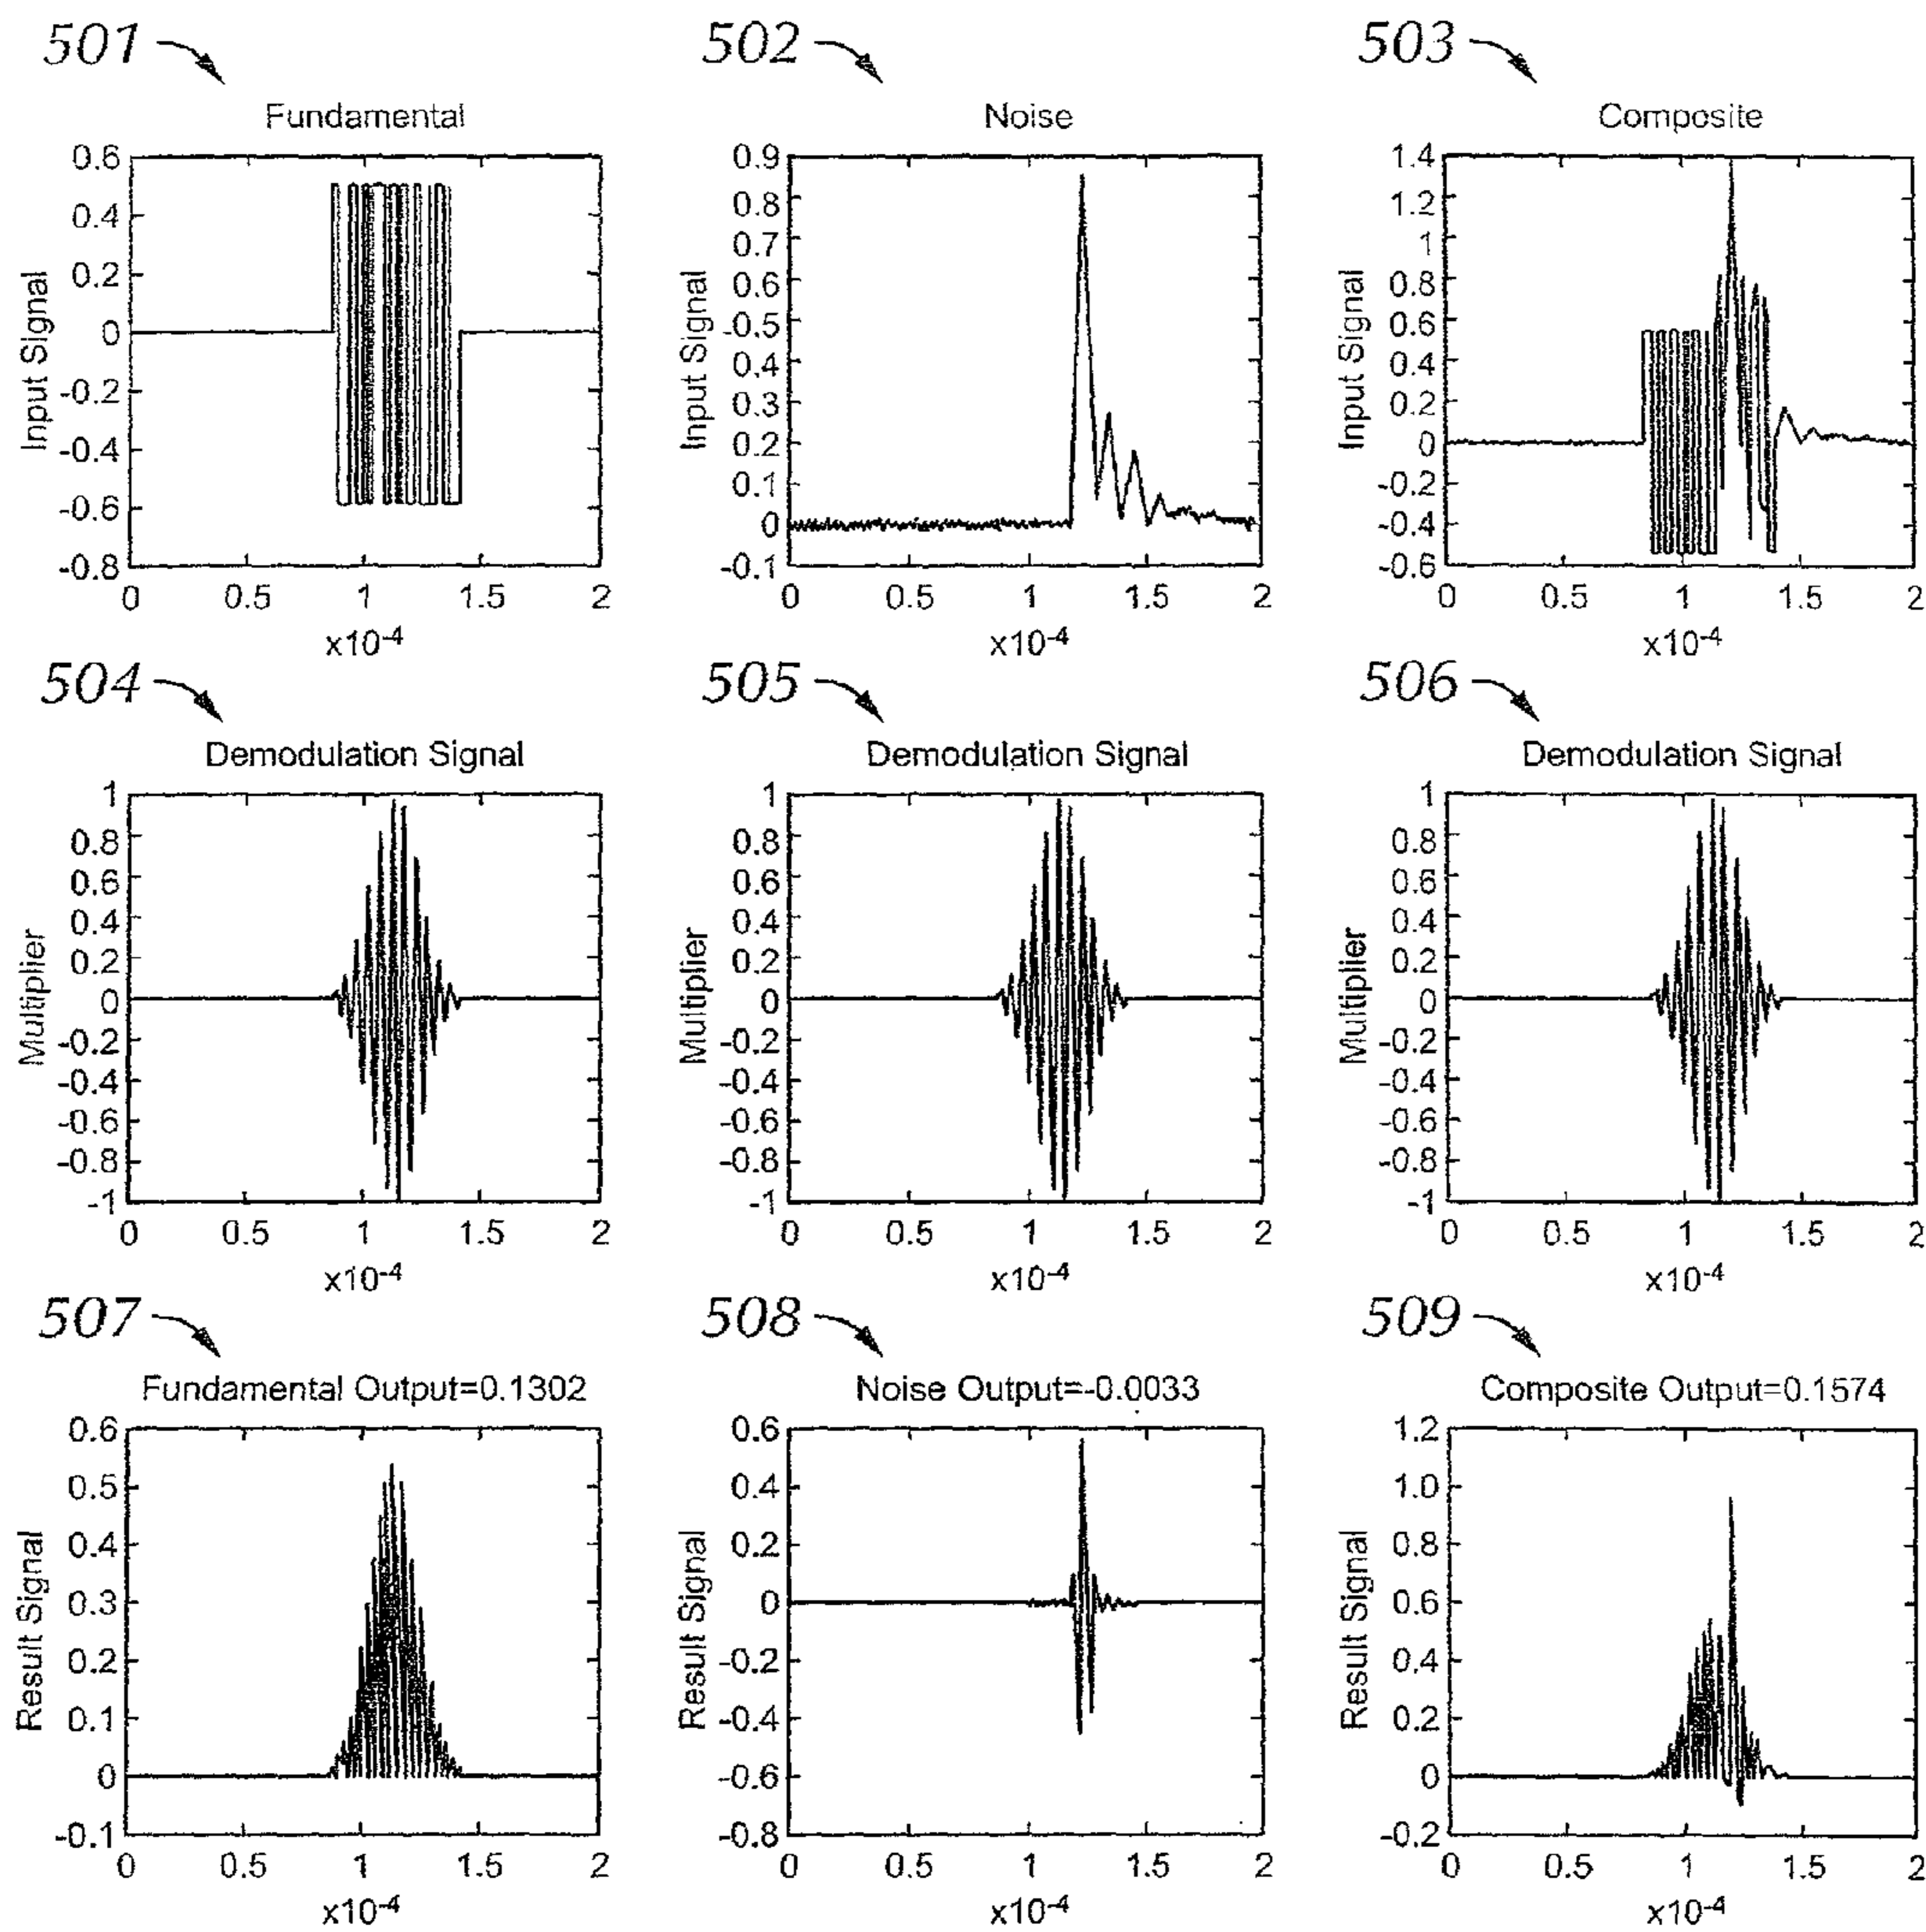 501
502
503
Fundamental
Noise
Composite
Input Signal
0.6
0.4
0.2
0
-0.2
-0.4
-0.6
-0.8
0 0.5 1 1.5 2
x10-4
Input Signal
0.9
0.8
0.7
0.6
-0.5
0.4
0.3
0.2
0.1
0
-0.1
0 0.5 1 1.5 2
x10-4
Input Signal
1.4
1.2
1
0.8
0.6
0.4
0.2
0
-0.2
-0.4
-0.6
0 0.5 1 1.5 2
x10-4
504
505
506
Demodulation Signal
Demodulation Signal
Demodulation Signal
Multiplier
1
0.8
0.6
0.4
0.2
0
-0.2
-0.4
-0.6
-0.8
-1
0 0.5 1 1.5 2
x10-4
Multiplier
1
0.8
0.6
0.4
0.2
0
-0.2
-0.4
-0.6
-0.8
-1
0 0.5 1 1.5 2
x10-4
Multiplier
1
0.8
0.6
0.4
0.2
0
-0.2
-0.4
-0.6
-0.8
-1
0 0.5 1 1.5 2
x10-4
507
508
509
Fundamental Output=0.1302
Noise Output=-0.0033
Composite Output=0.1574
Result Signal
0.6
0.5
0.4
0.3
0.2
0.1
0
-0.1
0 0.5 1 1.5 2
x10-4
Result Signal
0.6
0.4
0.2
0
-0.2
-0.4
-0.6
-0.8
0 0.5 1 1.5 2
x10-4
Result Signal
1.2
1.0
0.8
0.6
0.4
0.2
0
-0.2
0 0.5 1 1.5 2
x10-4